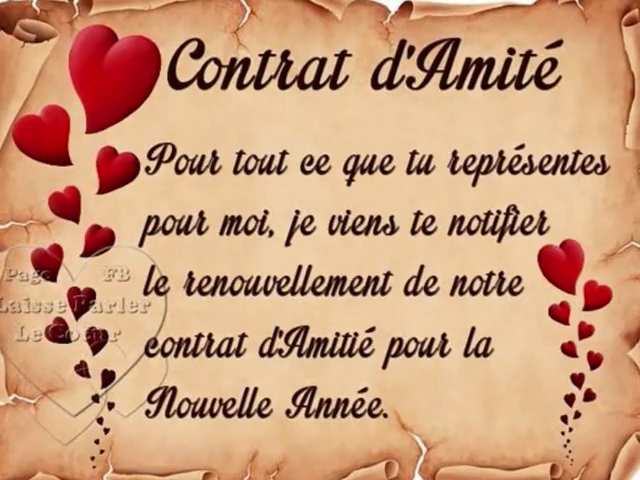 Contrat d'Amité
Pour tout ce que tu représentes
pour moi, je viens te notifier
le renouvellement de notre
contrat d'Amitié pour la
Nouvelle Année.
Page FB
Laisse Parler
Le Coeur